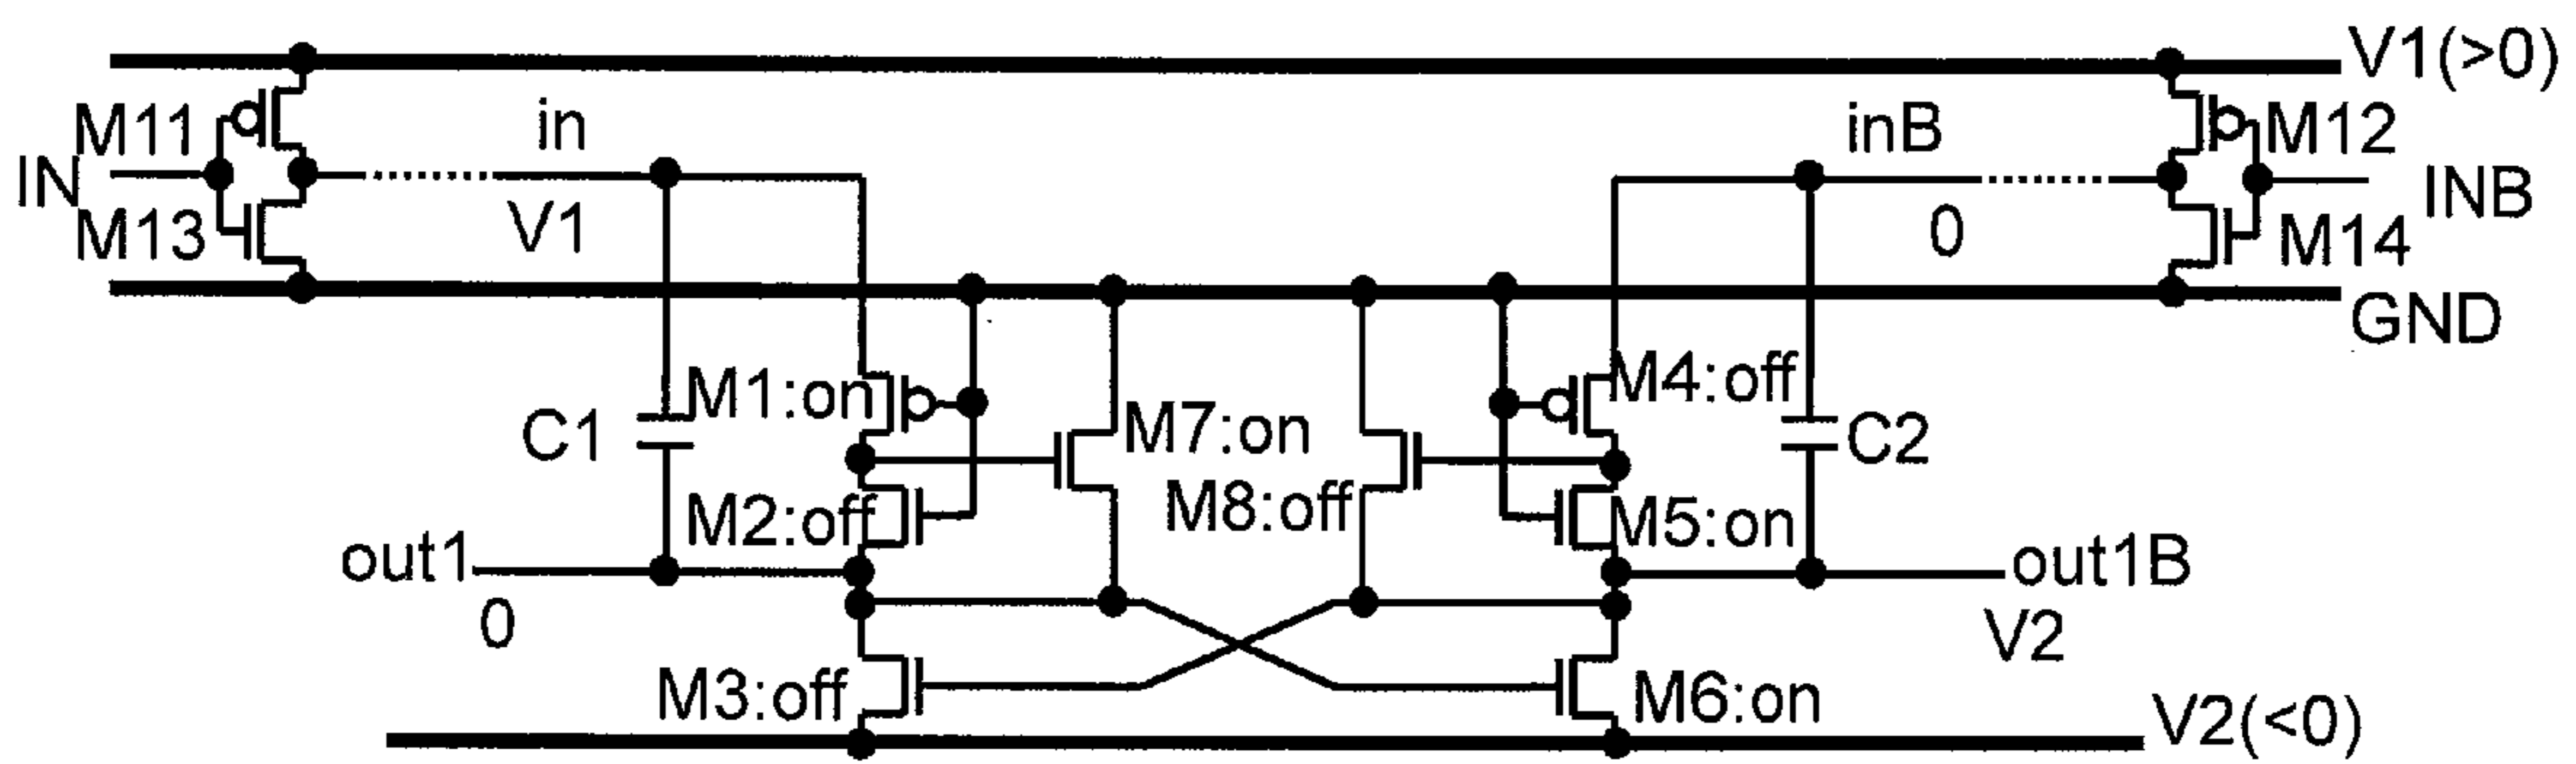 V1(>0)
M11
in
inB
M12
IN
INB
M13
V1
0
M14
GND
M1:on
M4:off
C1
M7:on
C2
M2:off
M8:off
M5:on
out1
out1B
0
V2
M3:off
M6:on
V2(<0)